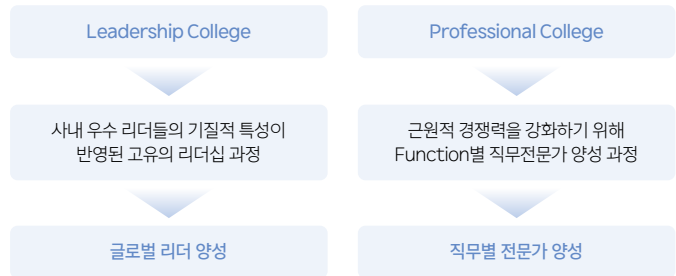 Leadership College
사내 우수 리더들의 기질적 특성이
반영된 고유의 리더십 과정
글로벌 리더 양성
Professional College
근원적 경쟁력을 강화하기 위해
Function별 직무전문가 양성 과정
직무별 전문가 양성